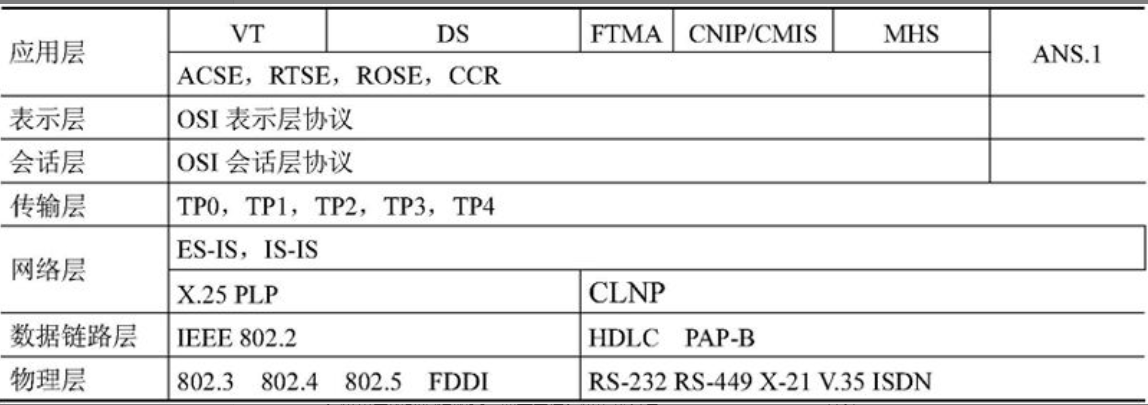 应用层 VT DS FTMA CNIP/CMIS MHS ANS.1
ACSE，RTSE，ROSE，CCR
表示层 OSI 表示层协议
会话层 OSI 会话层协议
传输层 TP0，TP1，TP2，TP3，TP4
网络层 ES-IS，IS-IS
X.25 PLP CLNP
数据链路层 IEEE 802.2 HDLC PAP-B
物理层 802.3 802.4 802.5 FDDI RS-232 RS-449 X-21 V.35 ISDN